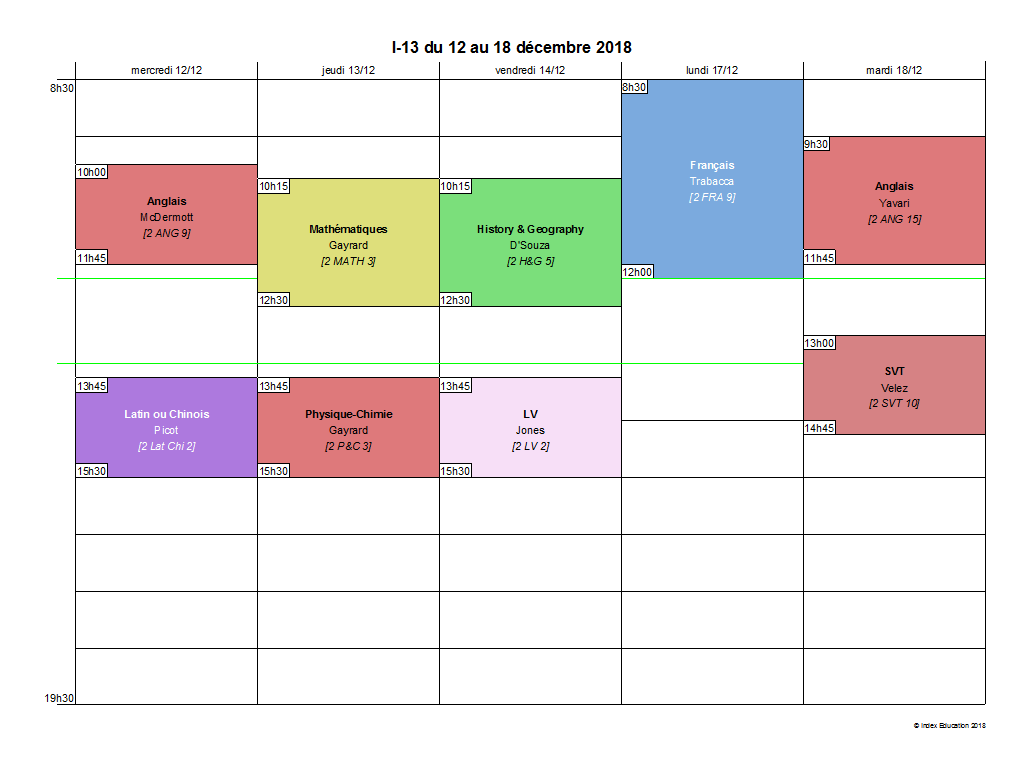 I-13 du 12 au 18 décembre 2018
mercredi 12/12
jeudi 13/12
vendredi 14/12
lundi 17/12
mardi 18/12
8h30
10h00
Anglais
McDermott
[2 ANG 9]
11h45
13h45
Latin ou Chinois
Picot
[2 Lat Chi 2]
15h30
10h15
Mathématiques
Gayrard
[2 MATH 3]
12h30
13h45
Physique-Chimie
Gayrard
[2 P&C 3]
15h30
10h15
History & Geography
D'Souza
[2 H&G 5]
12h30
13h45
LV
Jones
[2 LV 2]
15h30
8h30
Français
Trabacca
[2 FRA 9]
12h00
9h30
Anglais
Yavari
[2 ANG 15]
11h45
13h00
SVT
Velez
[2 SVT 10]
14h45
19h30
© Index Education 2018